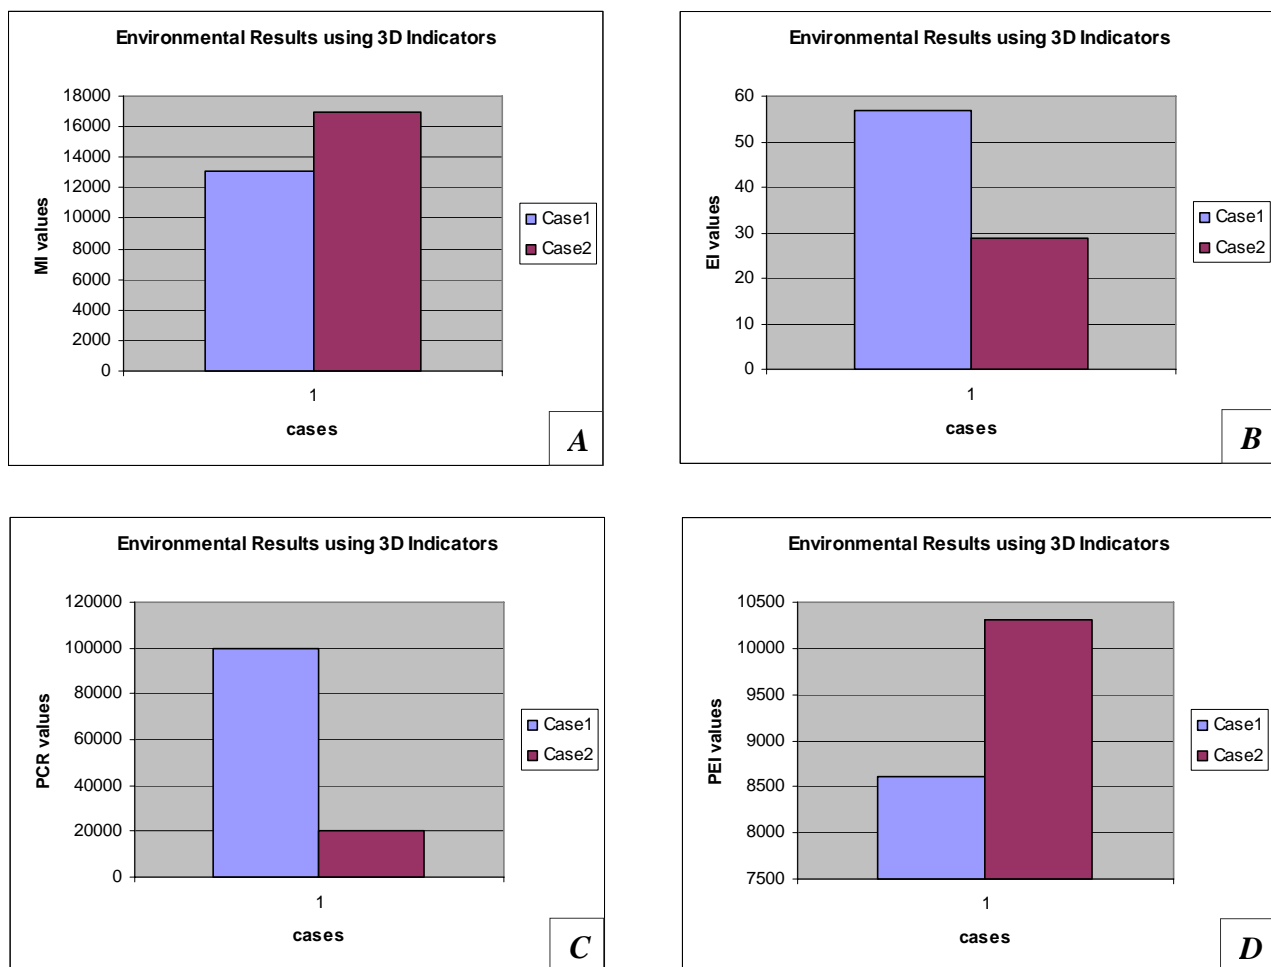 Environmental Results using 3D Indicators
18000
16000
14000
12000
10000
8000
6000
4000
2000
0
MI values
1
cases
Case1
Case2
A
Environmental Results using 3D Indicators
60
50
40
30
20
10
0
EI values
1
cases
Case1
Case2
B
Environmental Results using 3D Indicators
120000
100000
80000
60000
40000
20000
0
PCR values
1
cases
Case1
Case2
C
Environmental Results using 3D Indicators
10500
10000
9500
9000
8500
8000
7500
PEI values
1
cases
Case1
Case2
D